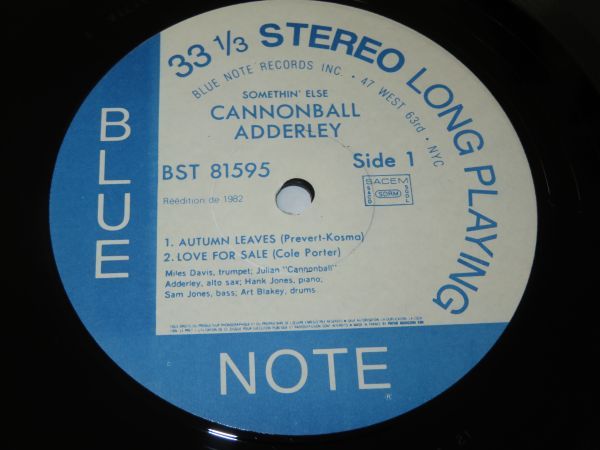 33 1/3 STEREO LONG PLAYING
BLUE NOTE RECORDS INC. • 47 WEST 63rd • NYC
SOMETHIN' ELSE
CANNONBALL
ADDERLEY
BST 81595 Side 1
Réédition de 1982
SACEM
SDRM
1. AUTUMN LEAVES (Prevert-Kosma)
2. LOVE FOR SALE (Cole Porter)
Miles Davis, trumpet; Julian "Cannonball"
Adderley, alto sax; Hank Jones, piano;
Sam Jones, bass; Art Blakey, drums.
BLUE
NOTE
®